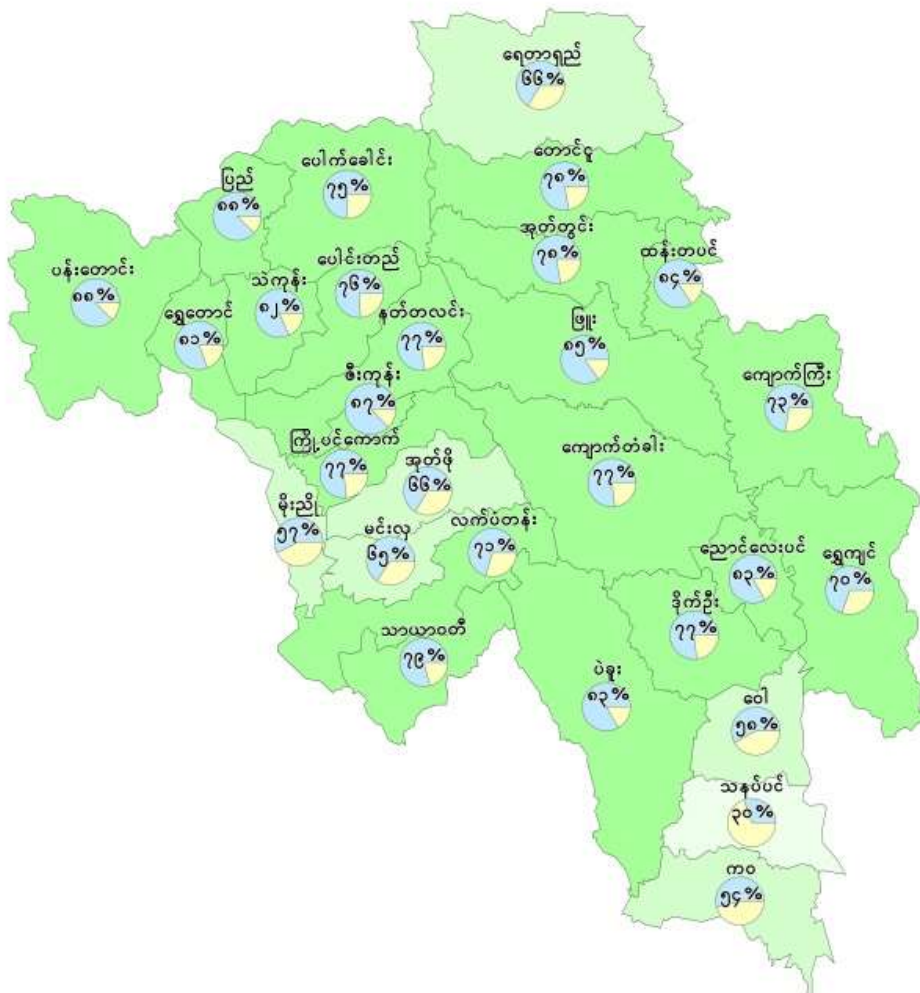 ရေတာရှည်
၆၆%
တောင်ငူ
၇၈%
ပေါက်ခေါင်း
၇၅%
ပြည်
၈၈%
အုတ်တွင်း
၇၈%
ထန်းတပင်
၈၄%
ပန်းတောင်း
၈၈%
သဲကုန်း
၈၂%
ပေါင်းတည်
၇၆%
ရွှေတောင်
၈၁%
နတ်တလင်း
၇၇%
ဖြူး
၈၅%
ကျောက်ကြီး
၇၃%
ဇီးကုန်း
၈၇%
ကြို့ပင်ကောက်
၇၇%
အုတ်ဖို
၆၆%
ကျောက်တံခါး
၇၇%
မိုးညို
၅၇%
မင်းလှ
၆၅%
လက်ပံတန်း
၇၁%
ညောင်လေးပင်
၈၃%
ရွှေကျင်
၇၀%
ဒိုက်ဦး
၇၇%
သာယာဝတီ
၇၉%
ပဲခူး
၈၃%
ဝေါ
၅၈%
သနပ်ပင်
၃၀%
ကဝ
၅၄%